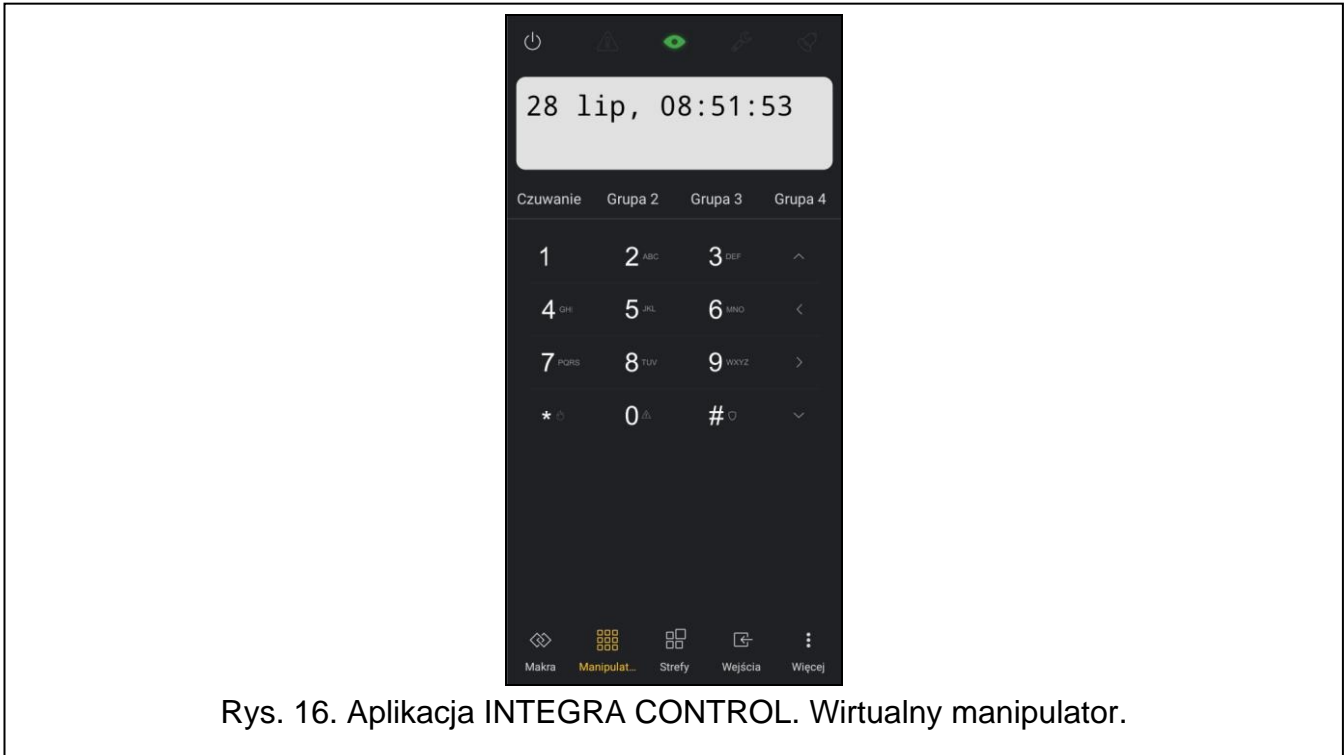 28 lip, 08:51:53
Czuwanie Grupa 2 Grupa 3 Grupa 4
1 2 ABC 3 DEF
4 GHI 5 JKL 6 MNO
7 PQRS 8 TUV 9 WXYZ
* 0 #
Makra Manipulat... Strefy Wejścia Więcej
Rys. 16. Aplikacja INTEGRA CONTROL. Wirtualny manipulator.